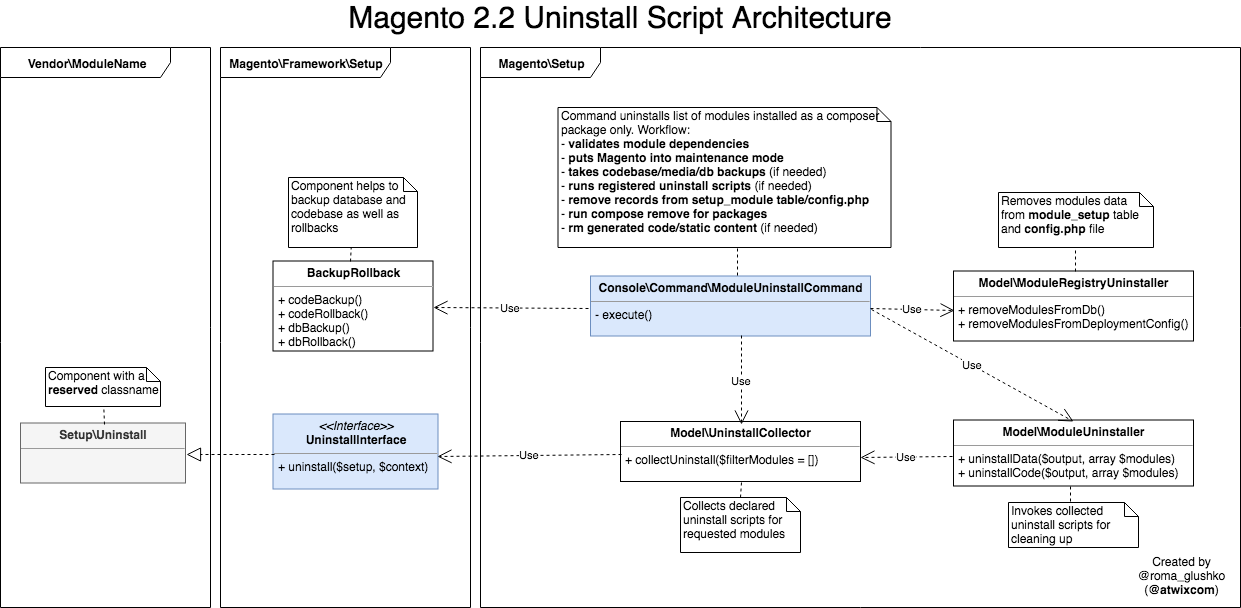 Magento 2.2 Uninstall Script Architecture
Vendor\ModuleName
Magento\Framework\Setup
Magento\Setup
Command uninstalls list of modules installed as a composer
package only. Workflow:
- validates module dependencies
- puts Magento into maintenance mode
- takes codebase/media/db backups (if needed)
- runs registered uninstall scripts (if needed)
- remove records from setup_module table/config.php
- run compose remove for packages
- rm generated code/static content (if needed)
Component helps to
backup database and
codebase as well as
rollbacks
Removes modules data
from module_setup table
and config.php file
BackupRollback
+ codeBackup()
+ codeRollback()
+ dbBackup()
+ dbRollback()
Use
Console\Command\ModuleUninstallCommand
- execute()
Use
Model\ModuleRegistryUninstaller
+ removeModulesFromDb()
+ removeModulesFromDeploymentConfig()
Use
Use
Component with a
reserved classname
Setup\Uninstall
<<Interface>>
UninstallInterface
+ uninstall($setup, $context)
Use
Model\UninstallCollector
+ collectUninstall($filterModules = [])
Use
Model\ModuleUninstaller
+ uninstallData($output, array $modules)
+ uninstallCode($output, array $modules)
Collects declared
uninstall scripts for
requested modules
Invokes collected
uninstall scripts for
cleaning up
Created by
@roma_glushko
(@atwixcom)